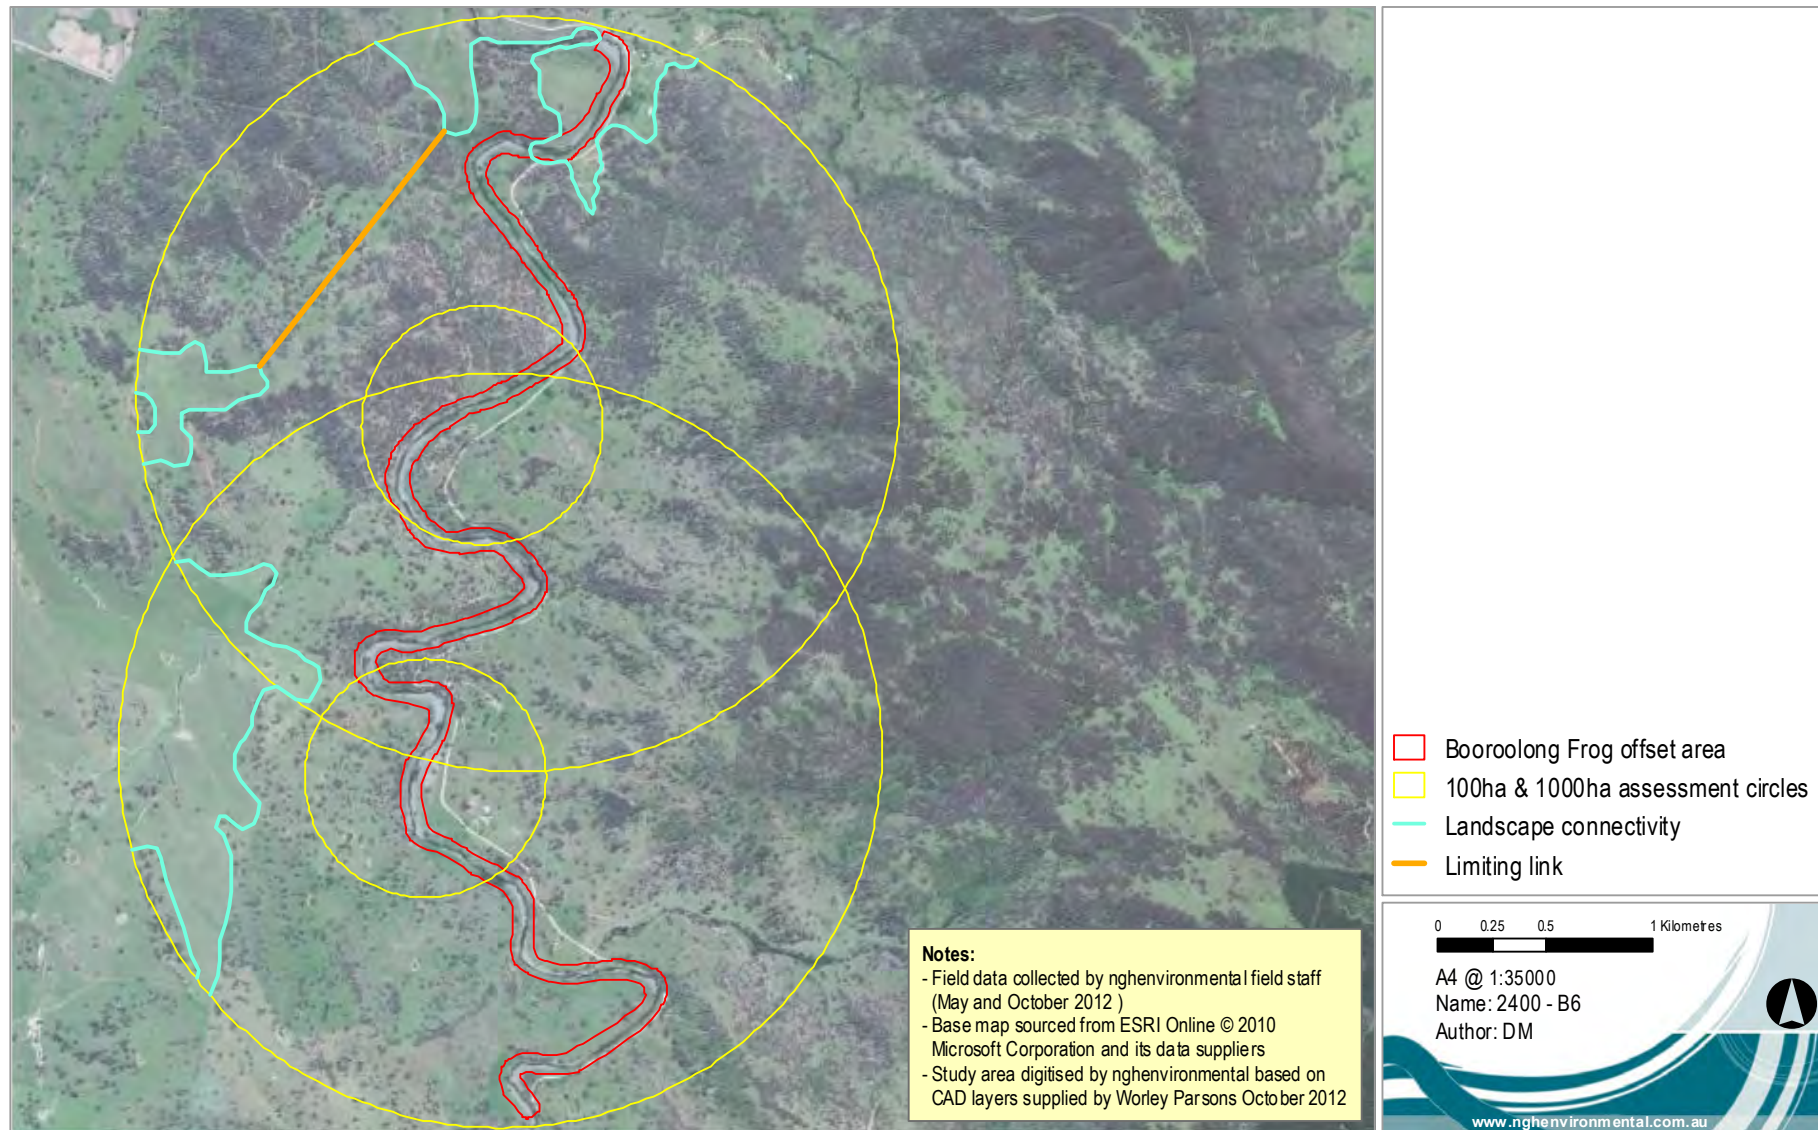 Booroolong Frog offset area
100ha & 1000ha assessment circles
Landscape connectivity
Limiting link
Notes:
- Field data collected by nghenvironmental field staff
(May and October 2012 )
- Base map sourced from ESRI Online © 2010
Microsoft Corporation and its data suppliers
- Study area digitised by nghenvironmental based on
CAD layers supplied by Worley Parsons October 2012
0 0.25 0.5 1 Kilometres
A4 @ 1:35000
Name: 2400 - B6
Author: DM
www.nghenvironmental.com.au